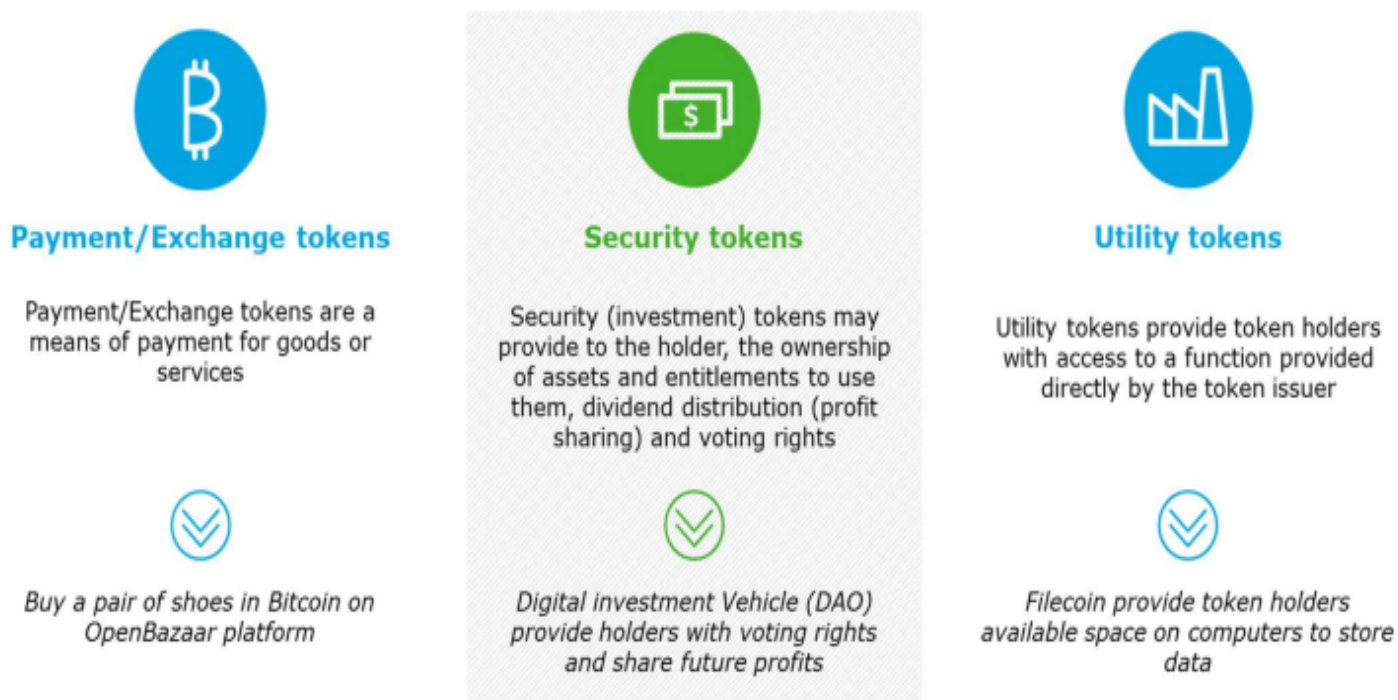 Payment/Exchange tokens
Payment/Exchange tokens are a
means of payment for goods or
services
Buy a pair of shoes in Bitcoin on
OpenBazaar platform
$
Security tokens
Security (investment) tokens may
provide to the holder, the ownership
of assets and entitlements to use
them, dividend distribution (profit
sharing) and voting rights
Digital investment Vehicle (DAO)
provide holders with voting rights
and share future profits
Utility tokens
Utility tokens provide token holders
with access to a function provided
directly by the token issuer
Filecoin provide token holders
available space on computers to store
data